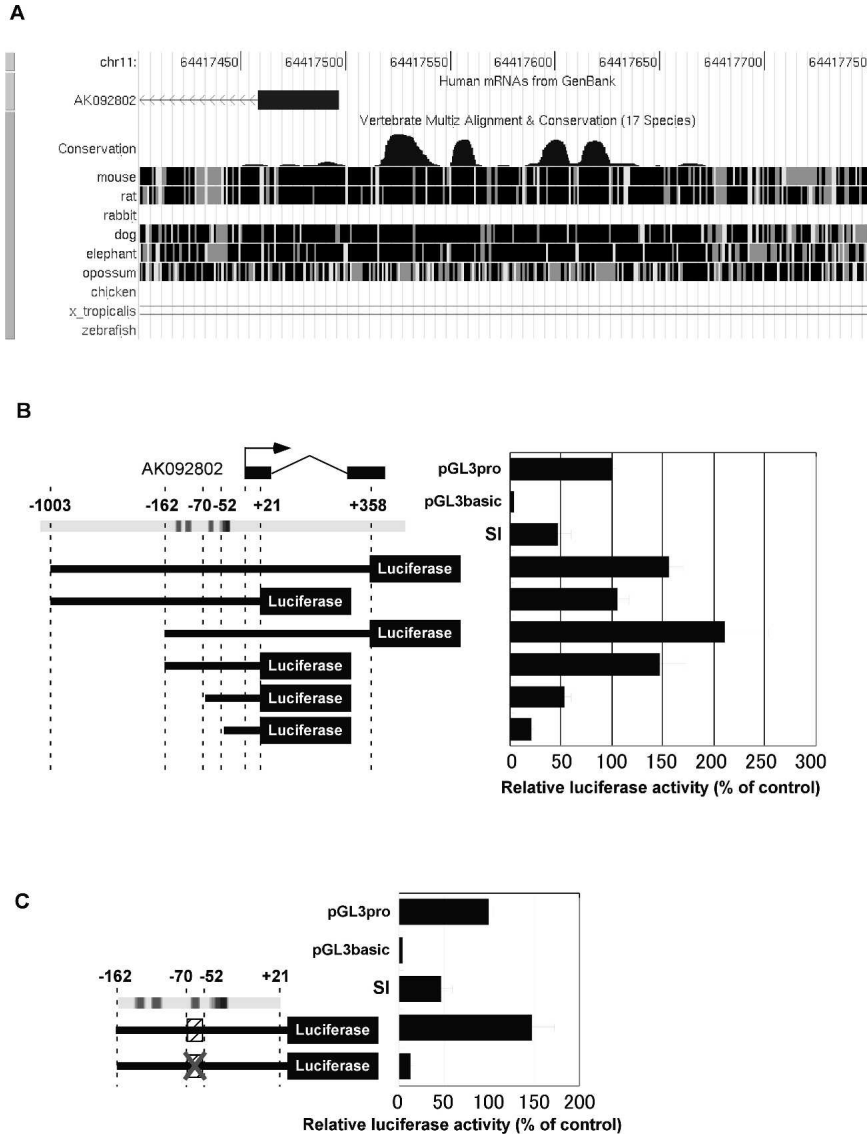 A
chr11: 64417450 64417500 64417550 64417600 64417650 64417700 64417750
Human mRNAs from GenBank
AK092802
Vertebrate Multiz Alignment & Conservation (17 Species)
Conservation
mouse
rat
rabbit
dog
elephant
opossum
chicken
x_tropicalis
zebrafish
B
AK092802
-1003 -162 -70 -52 +21 +358
Luciferase
Luciferase
Luciferase
Luciferase
Luciferase
Luciferase
pGL3pro
pGL3basic
SI
0 50 100 150 200 250 300
Relative luciferase activity (% of control)
C
-162 -70 -52 +21
Luciferase
Luciferase
pGL3pro
pGL3basic
SI
0 50 100 150 200
Relative luciferase activity (% of control)